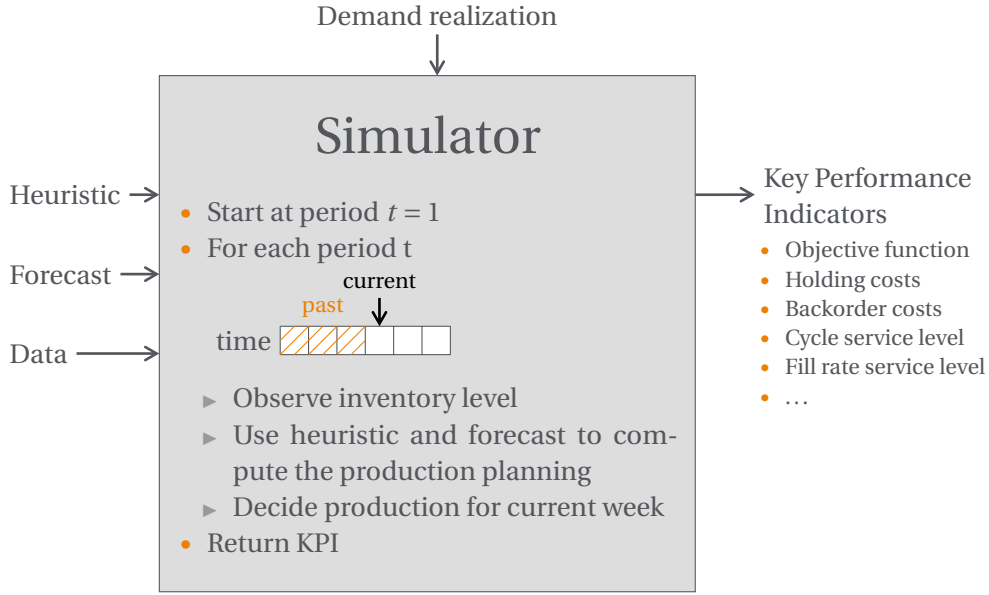 Demand realization
Simulator
Heuristic
Forecast
Data
• Start at period t = 1
• For each period t
current
past
time
► Observe inventory level
► Use heuristic and forecast to com-
pute the production planning
► Decide production for current week
• Return KPI
Key Performance
Indicators
• Objective function
• Holding costs
• Backorder costs
• Cycle service level
• Fill rate service level
• ...